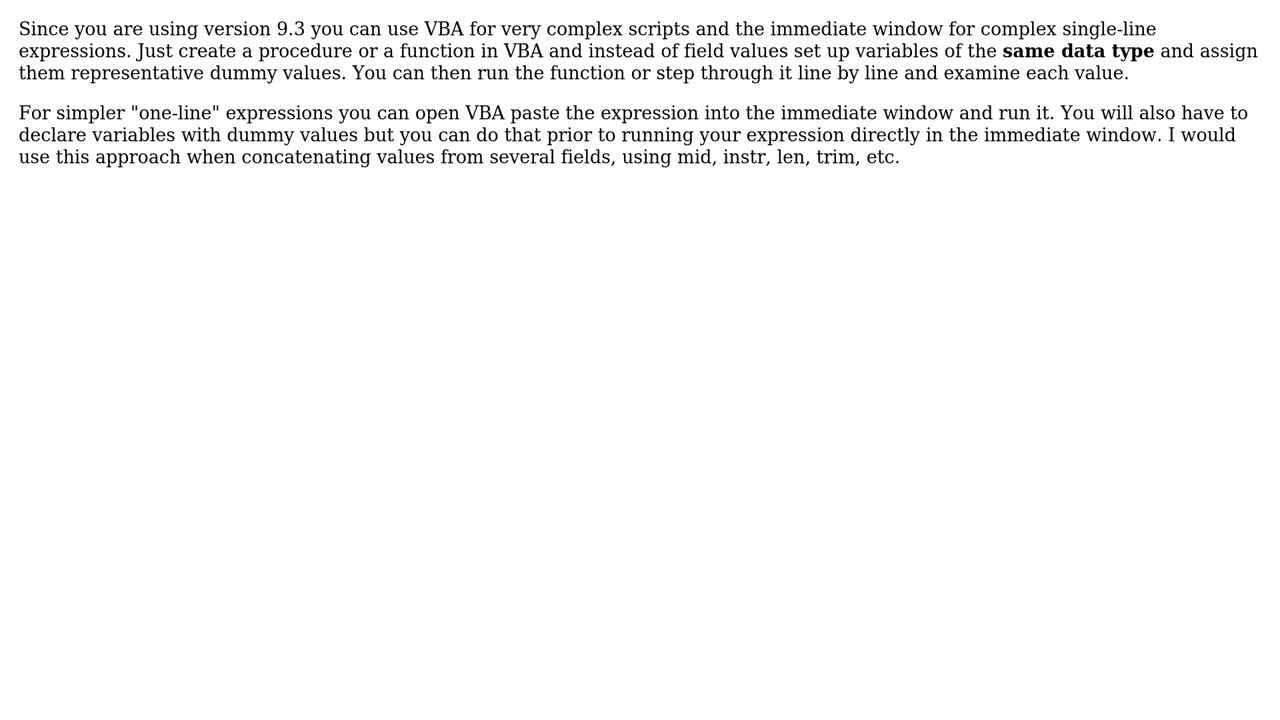 Since you are using version 9.3 you can use VBA for very complex scripts and the immediate window for complex single-line
expressions. Just create a procedure or a function in VBA and instead of field values set up variables of the same data type and assign
them representative dummy values. You can then run the function or step through it line by line and examine each value.
For simpler "one-line" expressions you can open VBA paste the expression into the immediate window and run it. You will also have to
declare variables with dummy values but you can do that prior to running your expression directly in the immediate window. I would
use this approach when concatenating values from several fields, using mid, instr, len, trim, etc.